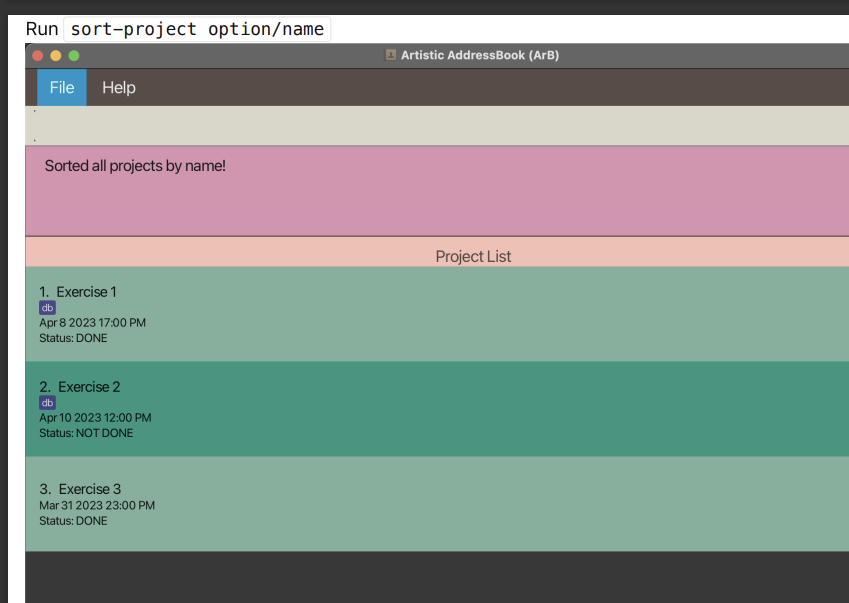 Run sort-project option/name
Artistic AddressBook (ArB)
File Help
Sorted all projects by name!
Project List
1. Exercise 1
db
Apr 8 2023 17:00 PM
Status: DONE
2. Exercise 2
db
Apr 10 2023 12:00 PM
Status: NOT DONE
3. Exercise 3
Mar 31 2023 23:00 PM
Status: DONE